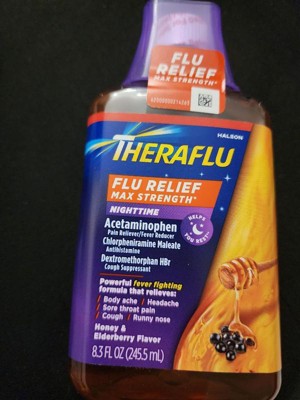 FLU
RELIEF
MAX STRENGTH*
HALEON
THERAFLU
FLU RELIEF
MAX STRENGTH*
NIGHTTIME
HELPS
YOU REST
Acetaminophen
Pain Reliever/Fever Reducer
Chlorpheniramine Maleate
Antihistamine
Dextromethorphan HBr
Cough Suppressant
Powerful fever fighting
formula that relieves:
Body ache / Headache
Sore throat pain
Cough / Runny nose
Honey &
Elderberry Flavor
8.3 FL OZ (245.5 mL)